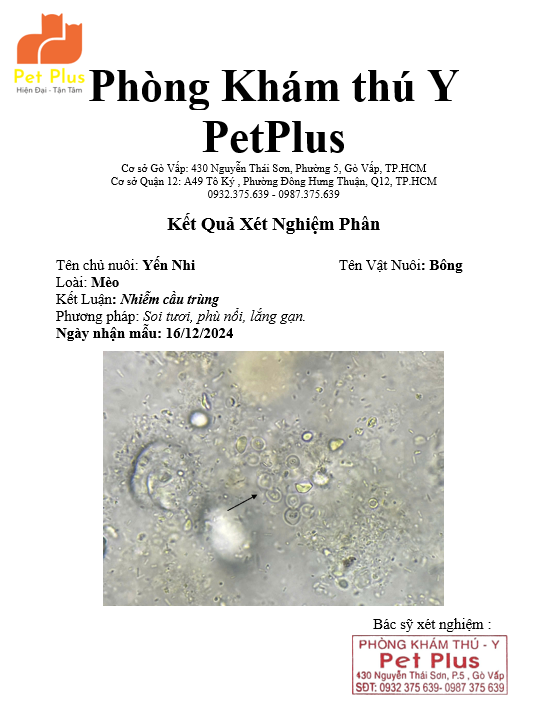 Pet Plus
Hiện Đại - Tận Tâm
Phòng Khám thú Y
PetPlus
Cơ sở Gò Vấp: 430 Nguyễn Thái Sơn, Phường 5, Gò Vấp, TP.HCM
Cơ sở Quận 12: A49 Tô Ký , Phường Đông Hưng Thuận, Q12, TP.HCM
0932.375.639 - 0987.375.639
Kết Quả Xét Nghiệm Phân
Tên chủ nuôi: Yến Nhi Tên Vật Nuôi: Bông
Loài: Mèo
Kết Luận: Nhiễm cầu trùng
Phương pháp: Soi tươi, phù nổi, lắng gạn.
Ngày nhận mẫu: 16/12/2024
Bác sỹ xét nghiệm :
PHÒNG KHÁM THÚ - Y
Pet Plus
430 Nguyễn Thái Sơn, P.5 , Gò Vấp
SĐT: 0932 375 639- 0987 375 639